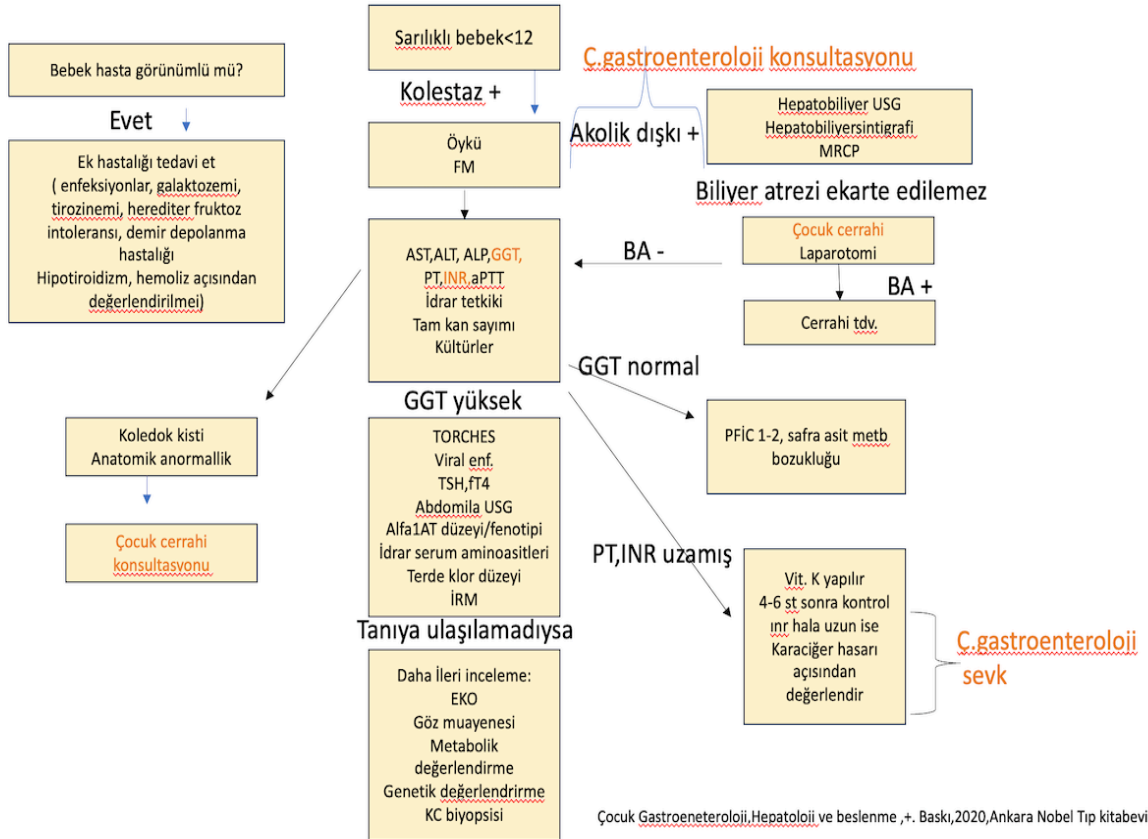 Bebek hasta görünümlü mü?
Evet
Ek hastalığı tedavi et
( enfeksiyonlar, galaktozemi,
tirozinemi, herediter fruktoz
intoleransı, demir depolanma
hastalığı
Hipotiroidizm, hemoliz açısından
değerlendirilmei)
Sarılıklı bebek<12
Kolestaz +
Öykü
FM
Ç.gastroenteroloji konsultasyonu
Akolik dışkı +
Hepatobiliyer USG
Hepatobiliyersintigrafi
MRCP
Biliyer atrezi ekarte edilemez
Çocuk cerrahi
Laparotomi
BA -
BA +
Cerrahi tdv.
AST,ALT, ALP,GGT,
PT,INR,aPTT
İdrar tetkiki
Tam kan sayımı
Kültürler
GGT normal
PFİC 1-2, safra asit metb
bozukluğu
Koledok kisti
Anatomik anormallik
Çocuk cerrahi
konsultasyonu
GGT yüksek
TORCHES
Viral enf.
TSH,fT4
Abdomila USG
Alfa1AT düzeyi/fenotipi
İdrar serum aminoasitleri
Terde klor düzeyi
İRM
PT,INR uzamış
Vit. K yapılır
4-6 st sonra kontrol
ınr hala uzun ise
Karaciğer hasarı
açısından
değerlendir
Ç.gastroenteroloji
sevk
Tanıya ulaşılamadıysa
Daha İleri inceleme:
EKO
Göz muayenesi
Metabolik
değerlendirme
Genetik değerlendrirme
KC biyopsisi
Çocuk Gastroeneteroloji,Hepatoloji ve beslenme ,+. Baskı,2020,Ankara Nobel Tıp kitabevi